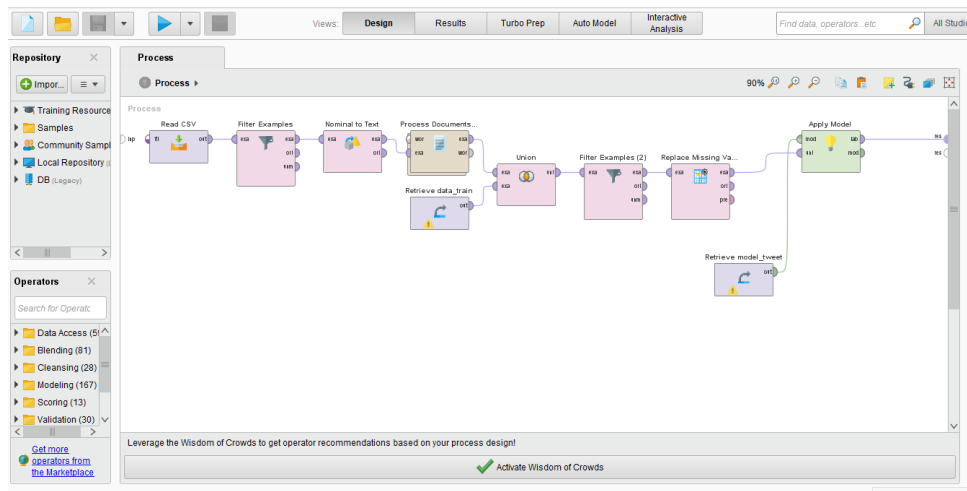 Views:
Design
Results
Turbo Prep
Auto Model
Interactive
Analysis
Find data, operators...etc
All Studi
Repository
Process
Impor...
Process
90%
Training Resource
Samples
Community Sampl
Local Repository
DB (Legacy)
Process
Read CSV
Filter Examples
Nominal to Text
Process Documents...
Union
Filter Examples (2)
Replace Missing Va...
Apply Model
inp
fil
out
exa
exa
ori
exa
exa
ori
wor
exa
exa
wor
exa
exa
exa
exa
ori
exa
exa
ori
pre
mod
lab
unl
mod
res
res
Retrieve data_train
out
Retrieve model_tweet
out
Operators
Search for Operatc
Data Access (5
Blending (81)
Cleansing (28)
Modeling (167)
Scoring (13)
Validation (30)
Get more
operators from
the Marketplace
Leverage the Wisdom of Crowds to get operator recommendations based on your process design!
Activate Wisdom of Crowds